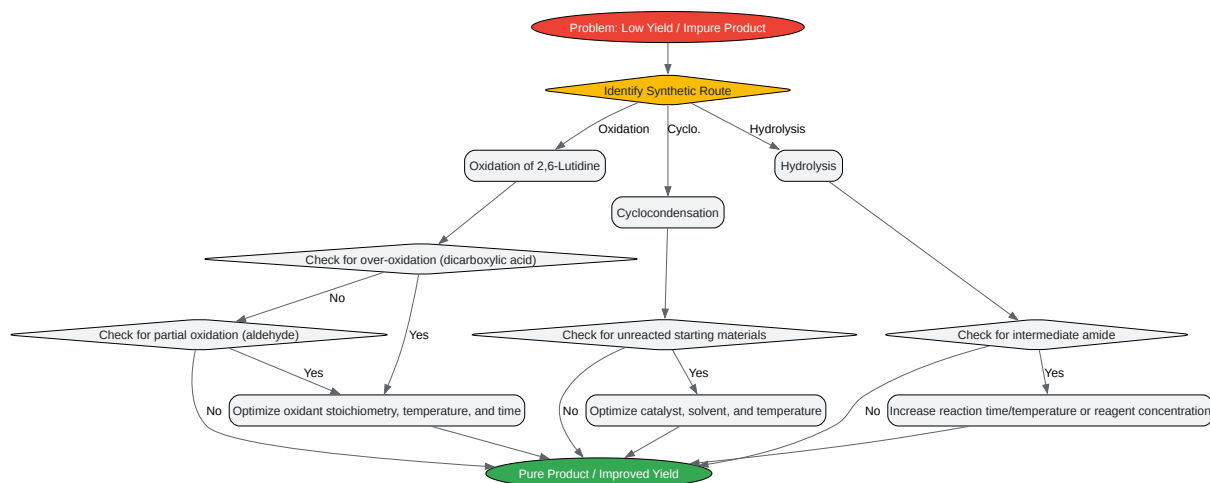 Problem: Low Yield / Impure Product
Identify Synthetic Route
Oxidation
Cyclo.
Hydrolysis
Oxidation of 2,6-Lutidine
Hydrolysis
Cyclocondensation
Check for over-oxidation (dicarboxylic acid)
No
Yes
Check for partial oxidation (aldehyde)
Check for unreacted starting materials
Check for intermediate amide
Yes
Yes
Yes
No
Optimize oxidant stoichiometry, temperature, and time
No
Optimize catalyst, solvent, and temperature
No
Increase reaction time/temperature or reagent concentration
Pure Product / Improved Yield